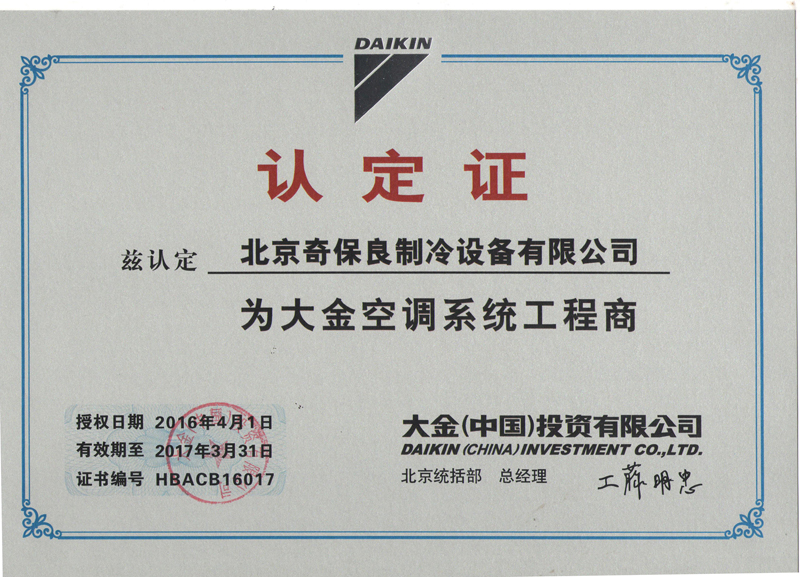 DAIKIN
认定证
兹认定 北京奇保良制冷设备有限公司
为大金空调系统工程商
授权日期 2016年4月1日
有效期至 2017年3月31日
证书编号 HBACB16017
大金(中国)投资有限公司
DAIKIN (CHINA) INVESTMENT CO.,LTD.
北京统括部 总经理 工藤明忠